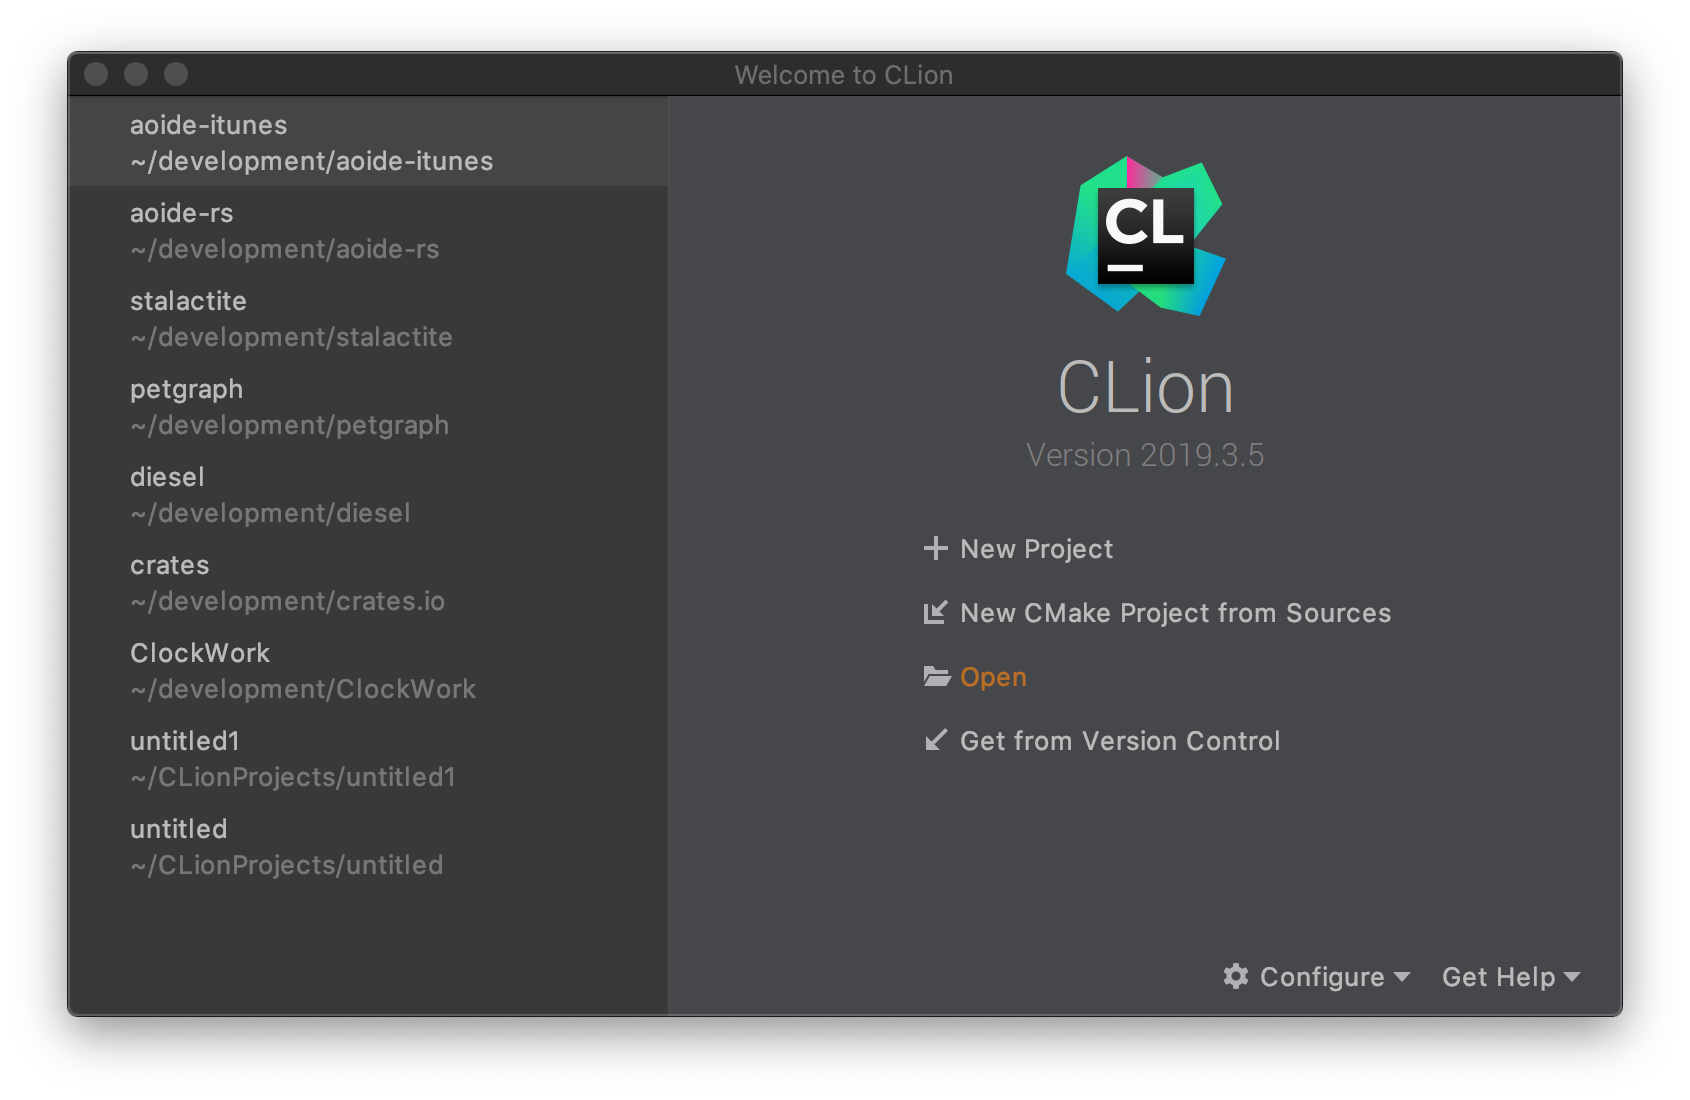 Welcome to CLion
aoide-itunes
~/development/aoide-itunes
aoide-rs
~/development/aoide-rs
stalactite
~/development/stalactite
petgraph
~/development/petgraph
diesel
~/development/diesel
crates
~/development/crates.io
ClockWork
~/development/ClockWork
untitled1
~/CLionProjects/untitled1
untitled
~/CLionProjects/untitled
CL
CLion
Version 2019.3.5
New Project
New CMake Project from Sources
Open
Get from Version Control
Configure
Get Help